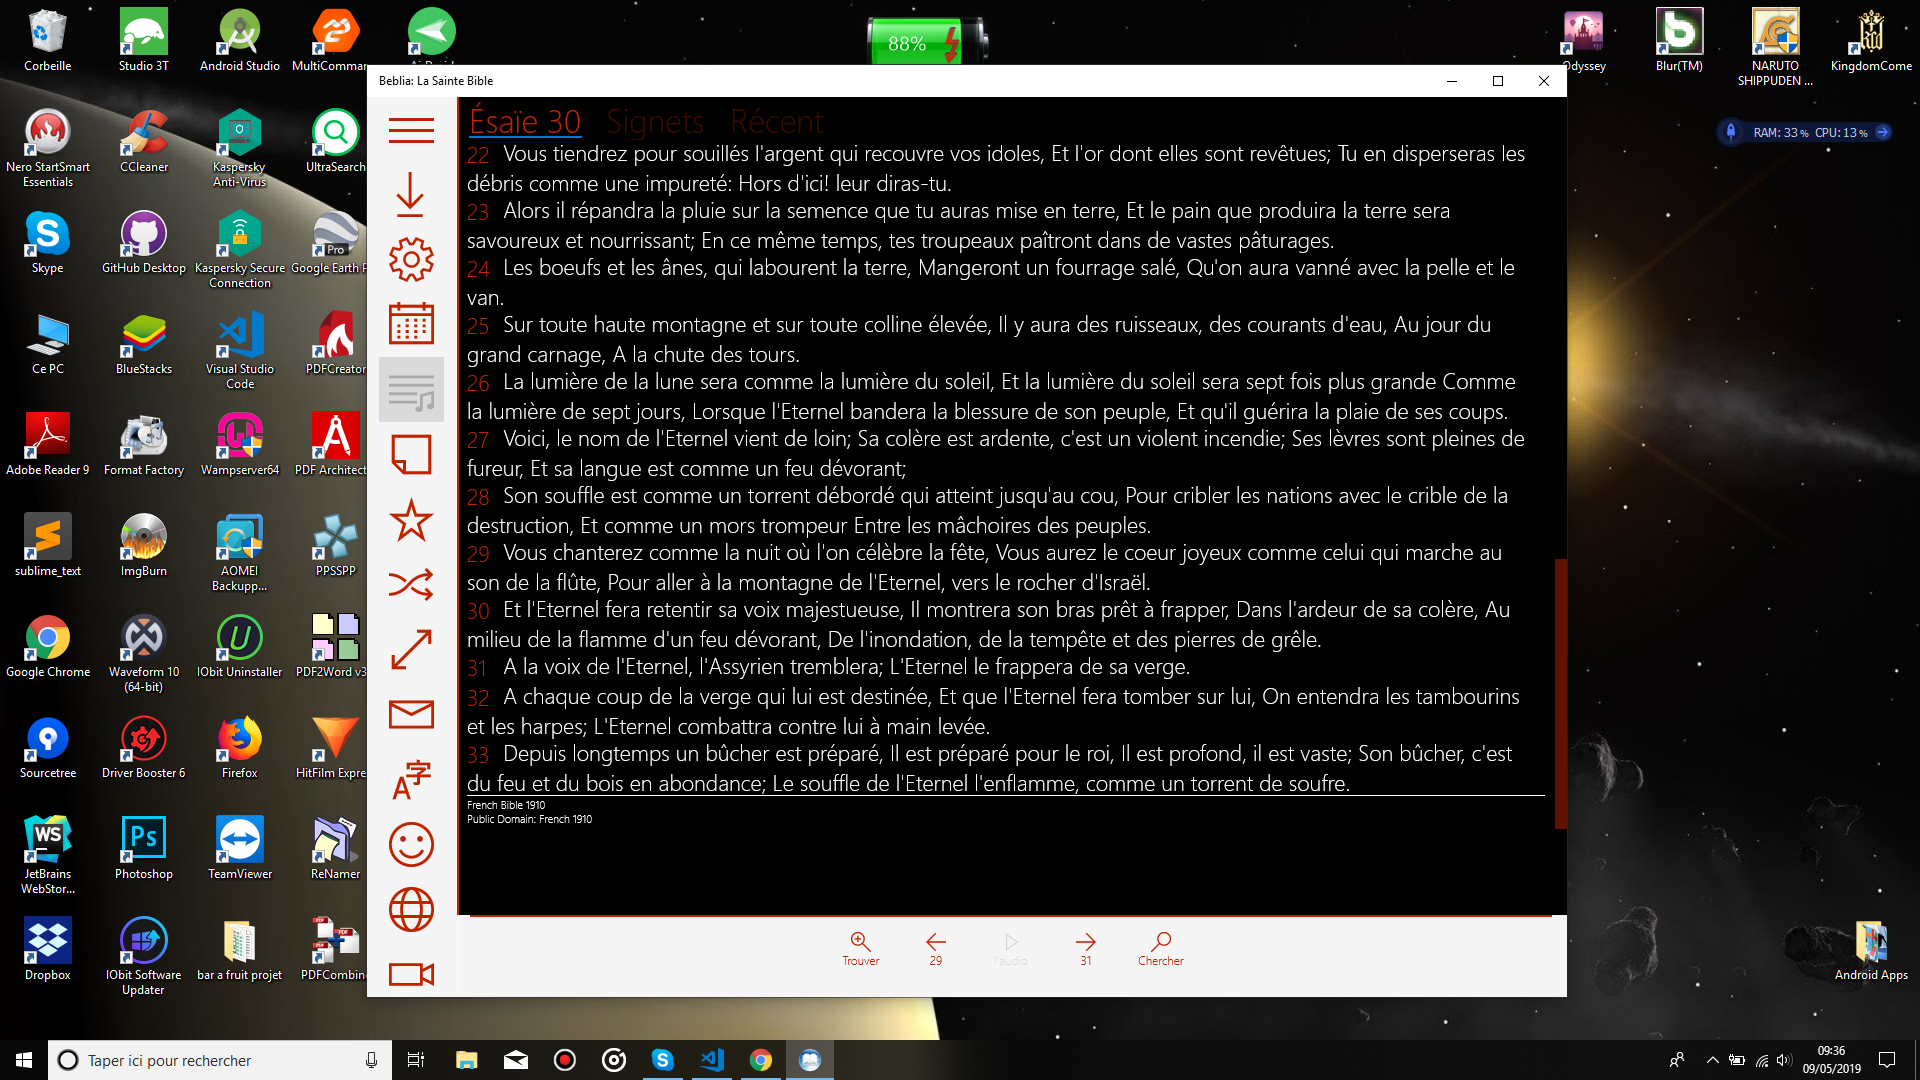 Corbeille
Studio 3T
Android Studio
MultiComman
88%
Odyssey
Blur(TM)
NARUTO
SHIPPUDEN ...
KingdomCome
Beblia: La Sainte Bible
RAM: 33 % CPU: 13 %
Nero StartSmart
Essentials
CCleaner
Kaspersky
Anti-Virus
UltraSearch
Skype
GitHub Desktop
Kaspersky Secure
Connection
Pro
Google Earth P
Ce PC
BlueStacks
Visual Studio
Code
PDFCreator
Adobe Reader 9
Format Factory
Wampserver64
PDF Architect
sublime_text
ImgBurn
AOMEI
Backupp...
PPSSPP
Google Chrome
Waveform 10
(64-bit)
IObit Uninstaller
PDF2Word v3
Sourcetree
Driver Booster 6
Firefox
HitFilm Expre
WS
JetBrains
WebStor...
Ps
Photoshop
TeamViewer
ReNamer
Dropbox
IObit Software
Updater
bar a fruit projet
PDFCombin
Android Apps
Ésaïe 30 Signets Récent
22 Vous tiendrez pour souillés l'argent qui recouvre vos idoles, Et l'or dont elles sont revêtues; Tu en disperseras les
débris comme une impureté: Hors d'ici! leur diras-tu.
23 Alors il répandra la pluie sur la semence que tu auras mise en terre, Et le pain que produira la terre sera
savoureux et nourrissant; En ce même temps, tes troupeaux paîtront dans de vastes pâturages.
24 Les boeufs et les ânes, qui labourent la terre, Mangeront un fourrage salé, Qu'on aura vanné avec la pelle et le
van.
25 Sur toute haute montagne et sur toute colline élevée, Il y aura des ruisseaux, des courants d'eau, Au jour du
grand carnage, A la chute des tours.
26 La lumière de la lune sera comme la lumière du soleil, Et la lumière du soleil sera sept fois plus grande Comme
la lumière de sept jours, Lorsque l'Eternel bandera la blessure de son peuple, Et qu'il guérira la plaie de ses coups.
27 Voici, le nom de l'Eternel vient de loin; Sa colère est ardente, c'est un violent incendie; Ses lèvres sont pleines de
fureur, Et sa langue est comme un feu dévorant;
28 Son souffle est comme un torrent débordé qui atteint jusqu'au cou, Pour cribler les nations avec le crible de la
destruction, Et comme un mors trompeur Entre les mâchoires des peuples.
29 Vous chanterez comme la nuit où l'on célèbre la fête, Vous aurez le coeur joyeux comme celui qui marche au
son de la flûte, Pour aller à la montagne de l'Eternel, vers le rocher d'Israël.
30 Et l'Eternel fera retentir sa voix majestueuse, Il montrera son bras prêt à frapper, Dans l'ardeur de sa colère, Au
milieu de la flamme d'un feu dévorant, De l'inondation, de la tempête et des pierres de grêle.
31 A la voix de l'Eternel, l'Assyrien tremblera; L'Eternel le frappera de sa verge.
32 A chaque coup de la verge qui lui est destinée, Et que l'Eternel fera tomber sur lui, On entendra les tambourins
et les harpes; L'Eternel combattra contre lui à main levée.
33 Depuis longtemps un bûcher est préparé, Il est préparé pour le roi, Il est profond, il est vaste; Son bûcher, c'est
du feu et du bois en abondance; Le souffle de l'Eternel l'enflamme, comme un torrent de soufre.
French Bible 1910
Public Domain: French 1910
Trouver
29
l'audio
31
Chercher
Taper ici pour rechercher
09:36
09/05/2019